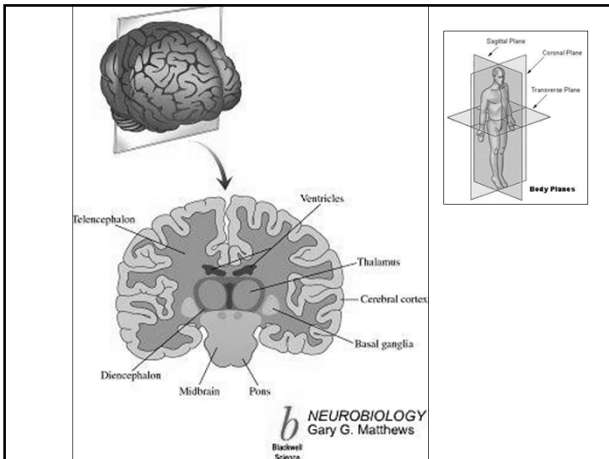 Sagittal Plane
Coronal Plane
Transverse Plane
Body Planes
Ventricles
Telencephalon
Thalamus
Cerebral cortex
Basal ganglia
Diencephalon
Midbrain
Pons
b
Blackwell
Science
NEUROBIOLOGY
Gary G. Matthews